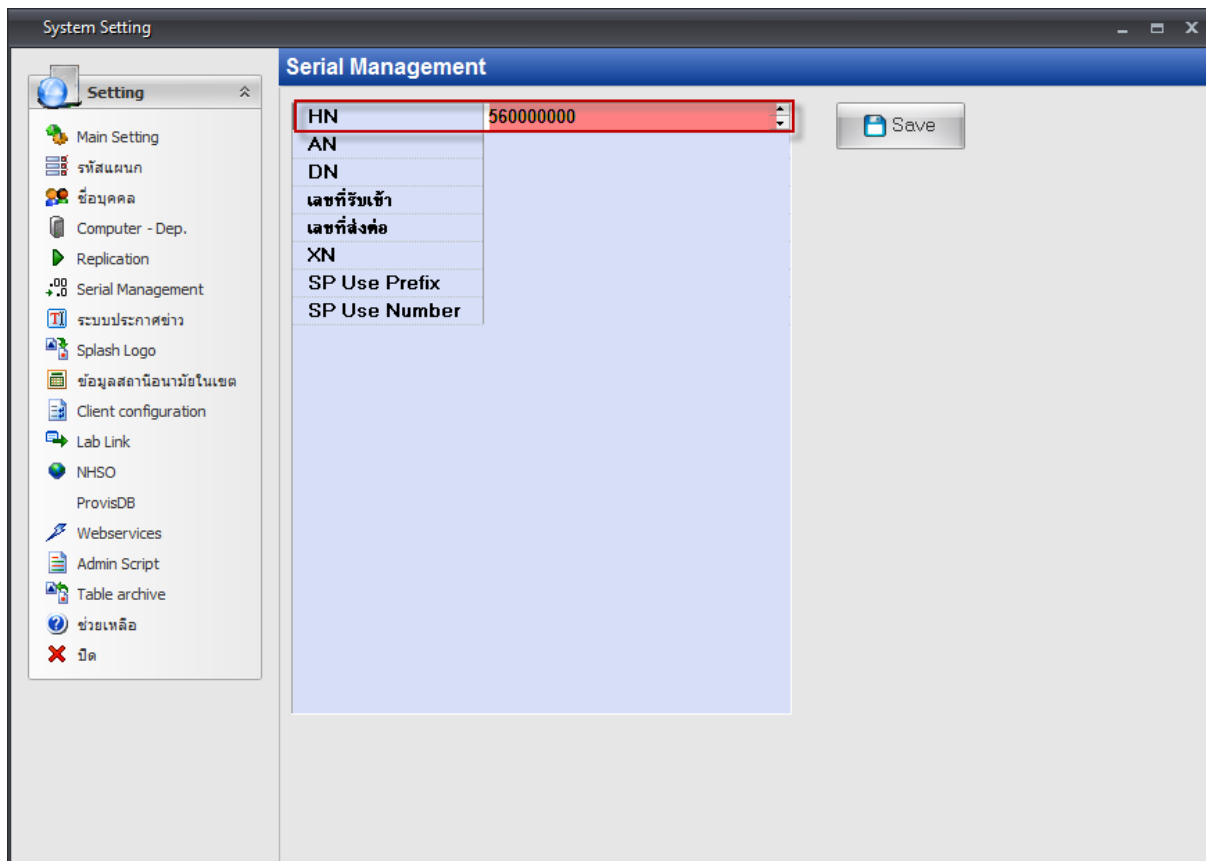 System Setting
Setting
Main Setting
รหัสแผนก
ชื่อบุคคล
Computer - Dep.
Replication
Serial Management
ระบบประกาศข่าว
Splash Logo
ข้อมูลสถานีอนามัยในเขต
Client configuration
Lab Link
NHSO
ProvisDB
Webservices
Admin Script
Table archive
ช่วยเหลือ
ปิด
Serial Management
HN 560000000
AN
DN
เลขที่รับเข้า
เลขที่ส่งต่อ
XN
SP Use Prefix
SP Use Number
Save